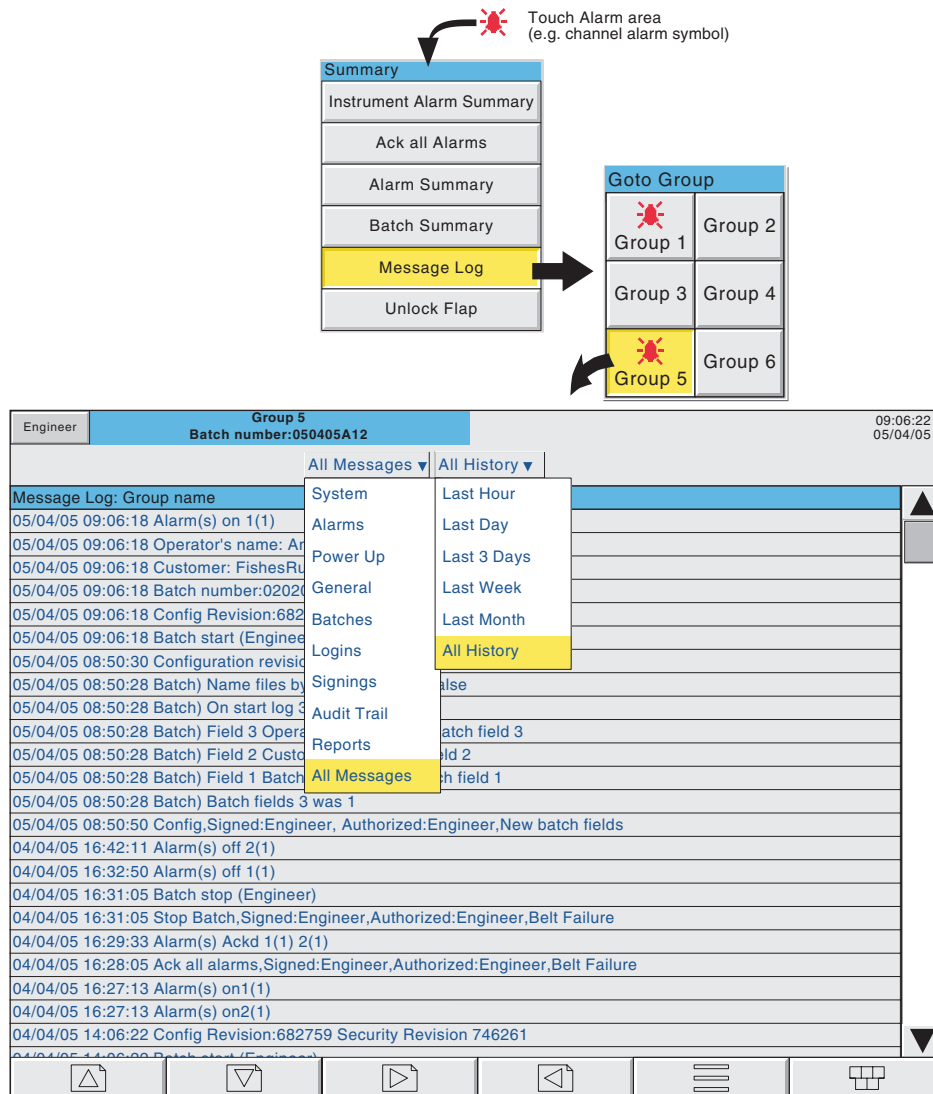 Touch Alarm area
(e.g. channel alarm symbol)
Summary
Instrument Alarm Summary
Ack all Alarms
Alarm Summary
Batch Summary
Message Log
Unlock Flap
Goto Group
Group 1
Group 2
Group 3
Group 4
Group 5
Group 6
Engineer
Group 5
Batch number:050405A12
09:06:22
05/04/05
All Messages
All History
System
Alarms
Power Up
General
Batches
Logins
Signings
Audit Trail
Reports
All Messages
Last Hour
Last Day
Last 3 Days
Last Week
Last Month
All History
Message Log: Group name
05/04/05 09:06:18 Alarm(s) on 1(1)
05/04/05 09:06:18 Operator's name: Ar
05/04/05 09:06:18 Customer: FishesRu
05/04/05 09:06:18 Batch number:02020
05/04/05 09:06:18 Config Revision:682
05/04/05 09:06:18 Batch start (Enginee
05/04/05 08:50:30 Configuration revisio
05/04/05 08:50:28 Batch) Name files by alse
05/04/05 08:50:28 Batch) On start log 3
05/04/05 08:50:28 Batch) Field 3 Opera atch field 3
05/04/05 08:50:28 Batch) Field 2 Custo eld 2
05/04/05 08:50:28 Batch) Field 1 Batch ch field 1
05/04/05 08:50:28 Batch) Batch fields 3 was 1
05/04/05 08:50:50 Config,Signed:Engineer, Authorized:Engineer,New batch fields
04/04/05 16:42:11 Alarm(s) off 2(1)
04/04/05 16:32:50 Alarm(s) off 1(1)
04/04/05 16:31:05 Batch stop (Engineer)
04/04/05 16:31:05 Stop Batch,Signed:Engineer,Authorized:Engineer,Belt Failure
04/04/05 16:29:33 Alarm(s) Ackd 1(1) 2(1)
04/04/05 16:28:05 Ack all alarms,Signed:Engineer,Authorized:Engineer,Belt Failure
04/04/05 16:27:13 Alarm(s) on1(1)
04/04/05 16:27:13 Alarm(s) on2(1)
04/04/05 14:06:22 Config Revision:682759 Security Revision 746261
04/04/05 14:06:22 Batch start (Engineer)